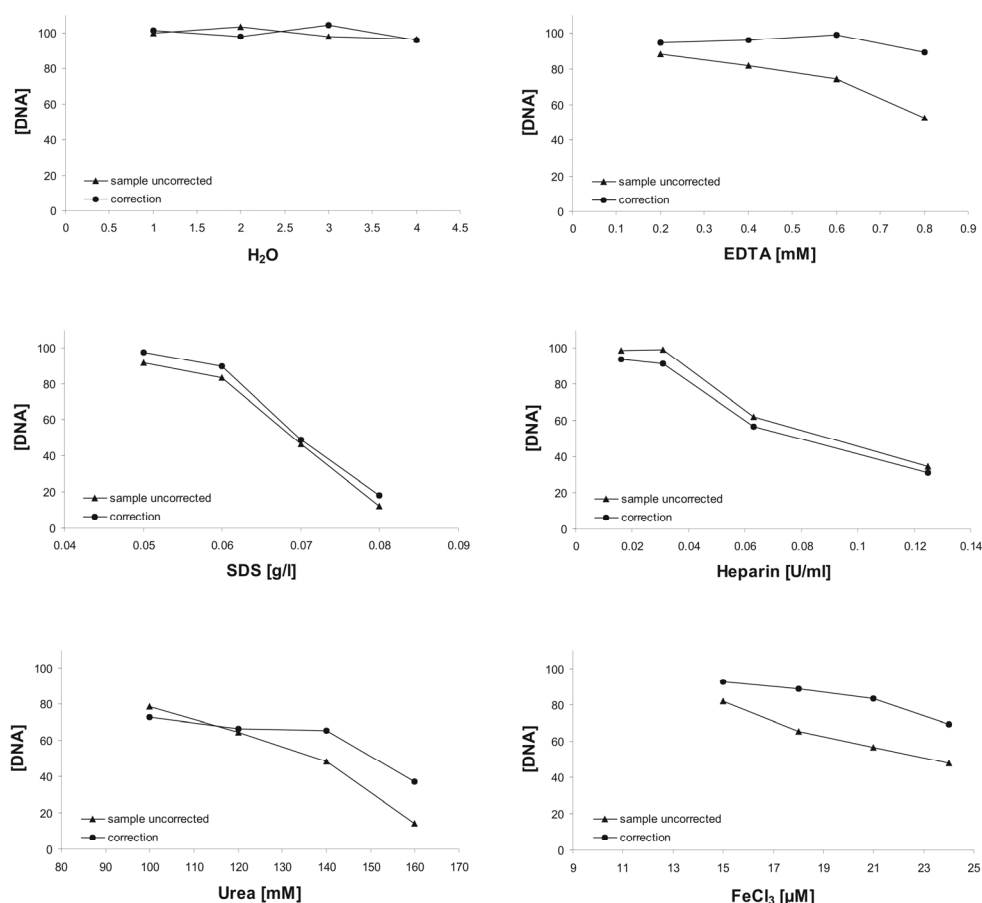 [DNA]
100
80
60
40
20
0
sample uncorrected
correction
0 0.5 1 1.5 2 2.5 3 3.5 4 4.5
H₂O
[DNA]
100
80
60
40
20
0
sample uncorrected
correction
0 0.1 0.2 0.3 0.4 0.5 0.6 0.7 0.8 0.9
EDTA [mM]
[DNA]
100
80
60
40
20
0
sample uncorrected
correction
0.04 0.05 0.06 0.07 0.08 0.09
SDS [g/l]
[DNA]
100
80
60
40
20
0
sample uncorrected
correction
0 0.02 0.04 0.06 0.08 0.1 0.12 0.14
Heparin [U/ml]
[DNA]
100
80
60
40
20
0
sample uncorrected
correction
80 90 100 110 120 130 140 150 160 170
Urea [mM]
[DNA]
100
80
60
40
20
0
sample uncorrected
correction
9 11 13 15 17 19 21 23 25
FeCl₃ [µM]